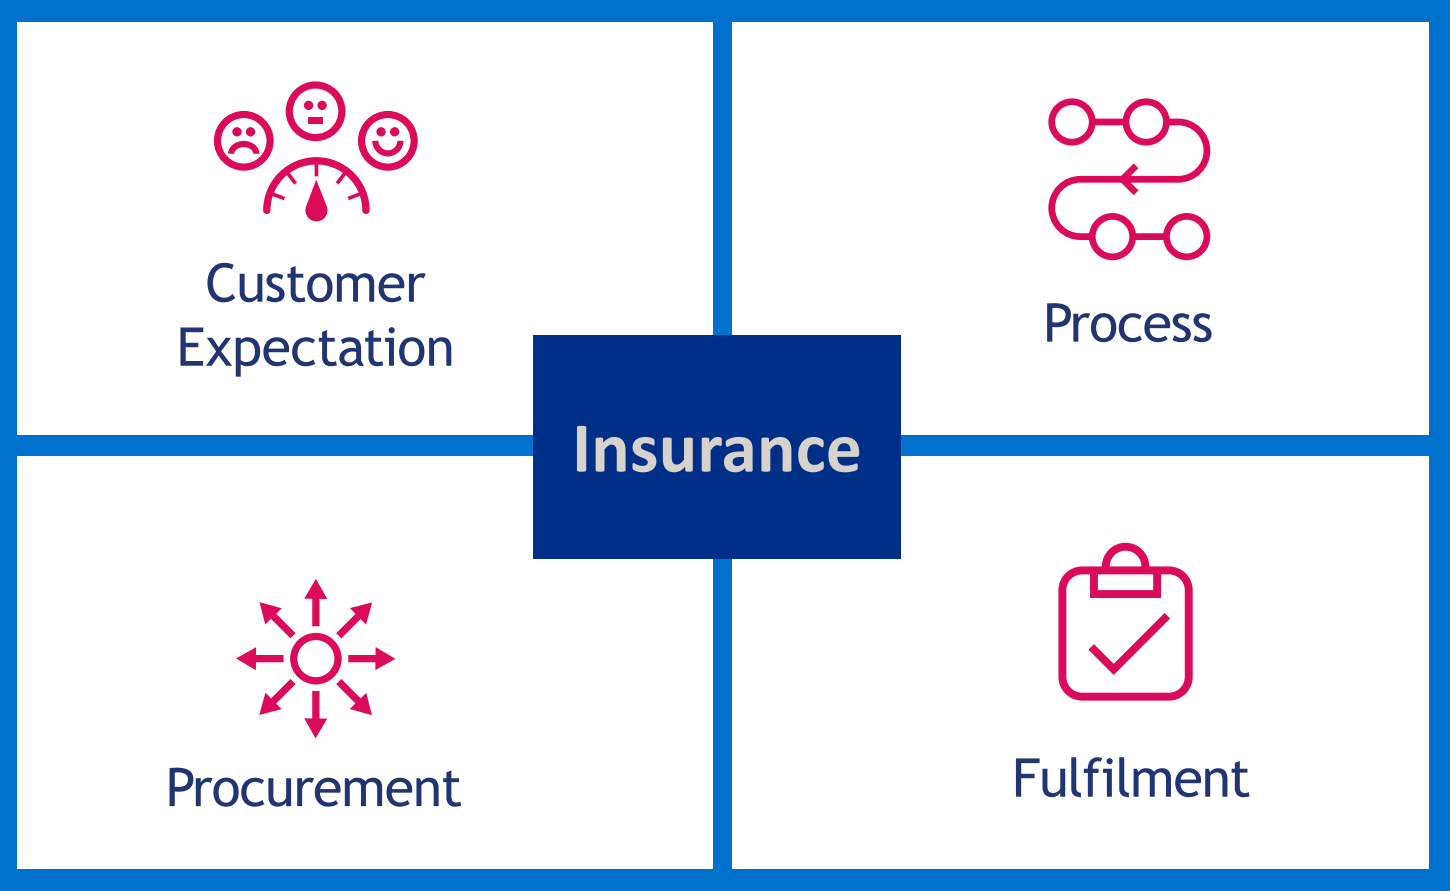 Customer
Expectation
Process
Insurance
Procurement
Fulfilment